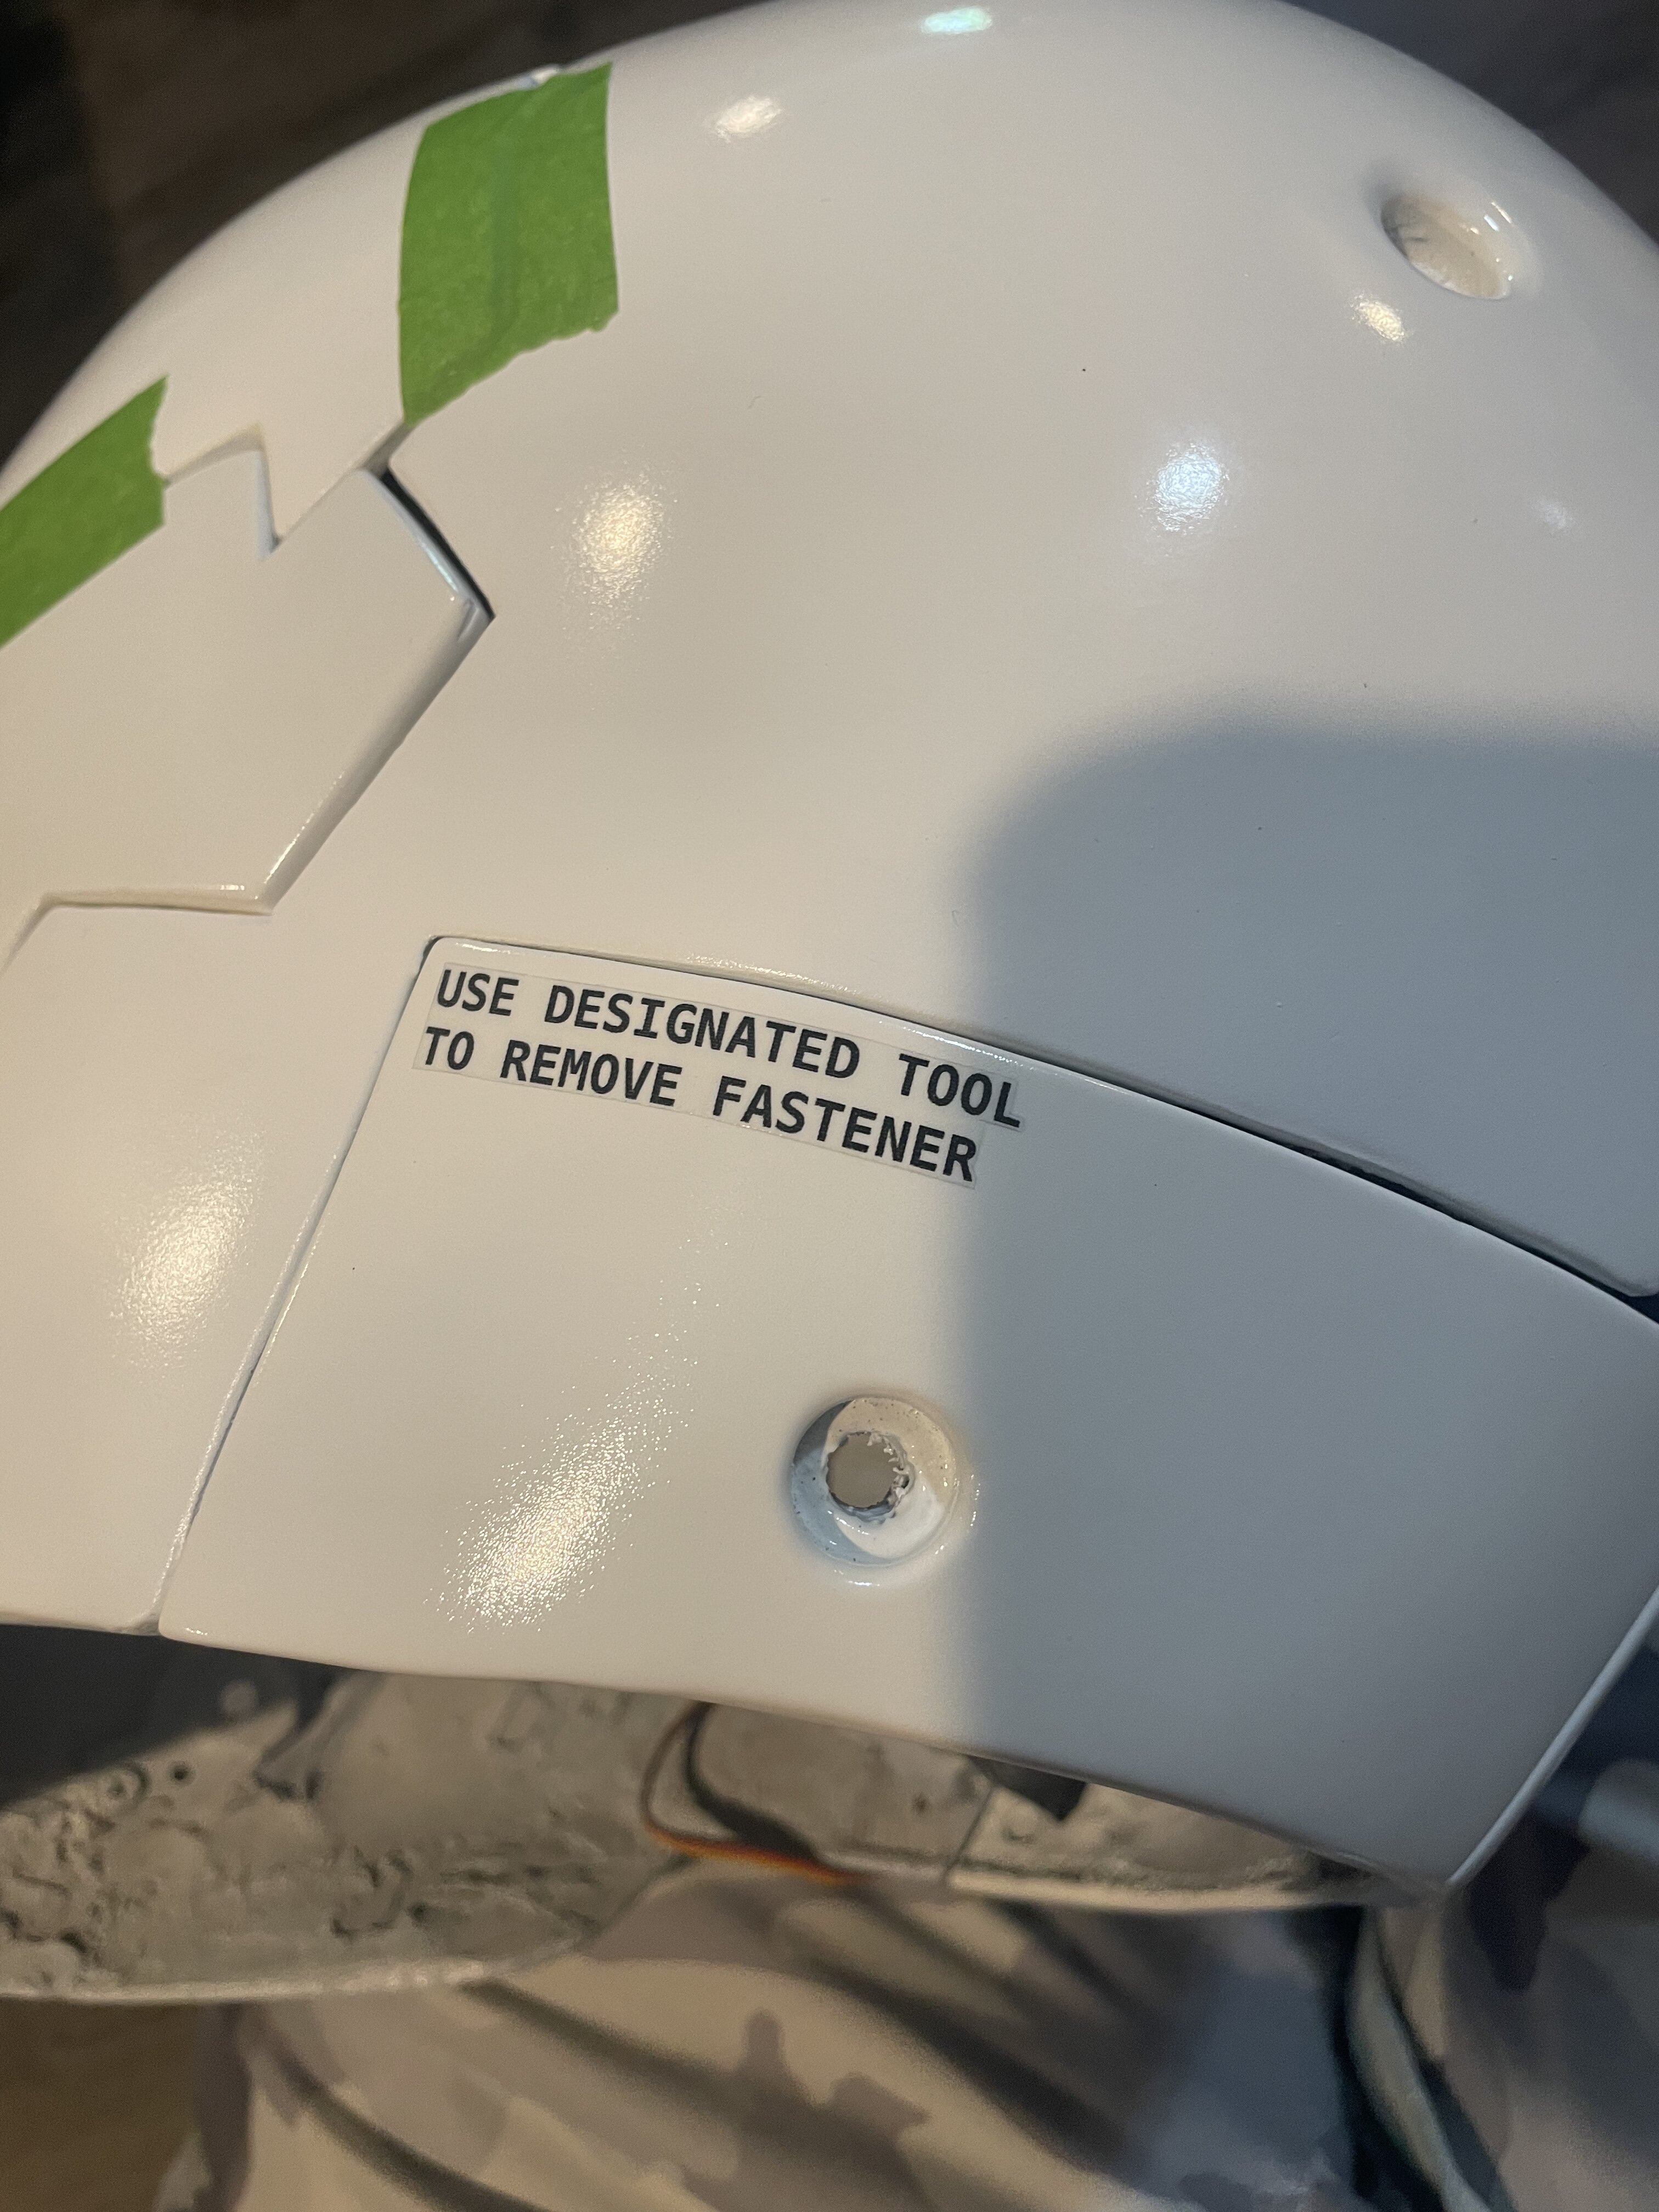 USE DESIGNATED TOOL
TO REMOVE FASTENER